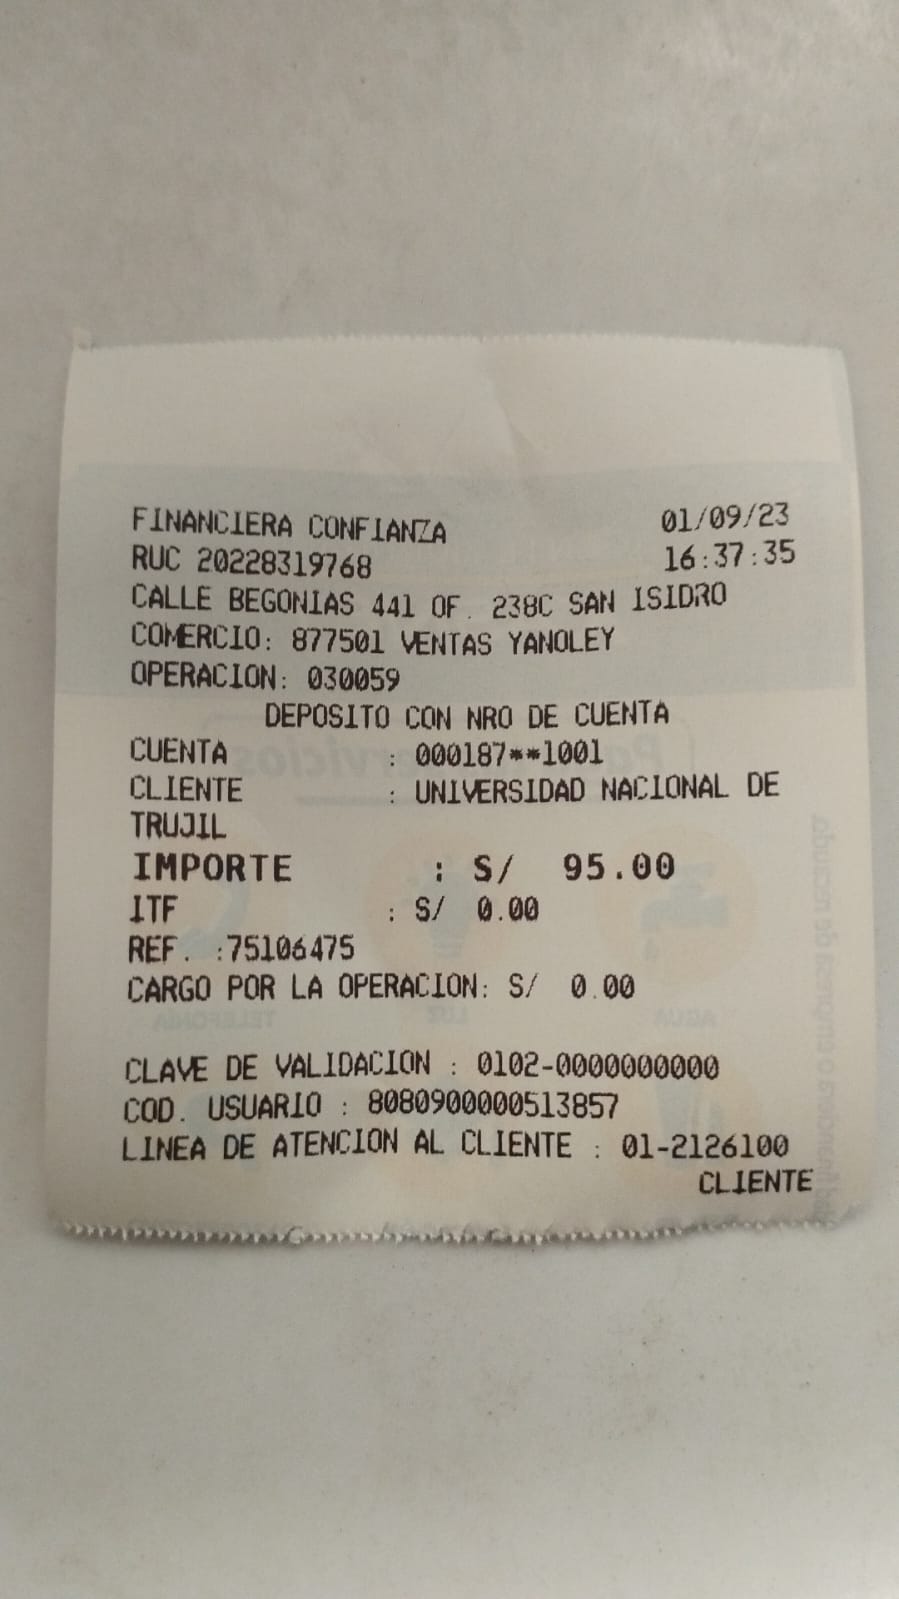 FINANCIERA CONFIANZA 01/09/23
RUC 20228319768 16:37:35
CALLE BEGONIAS 441 OF. 238C SAN ISIDRO
COMERCIO: 877501 VENTAS YANOLEY
OPERACION: 030059
DEPOSITO CON NRO DE CUENTA
CUENTA : 000187**1001
CLIENTE : UNIVERSIDAD NACIONAL DE
TRUJIL
IMPORTE : S/ 95.00
ITF : S/ 0.00
REF. :75106475
CARGO POR LA OPERACION: S/ 0.00
CLAVE DE VALIDACION : 0102-0000000000
COD. USUARIO : 8080900000513857
LINEA DE ATENCION AL CLIENTE : 01-2126100
CLIENTE